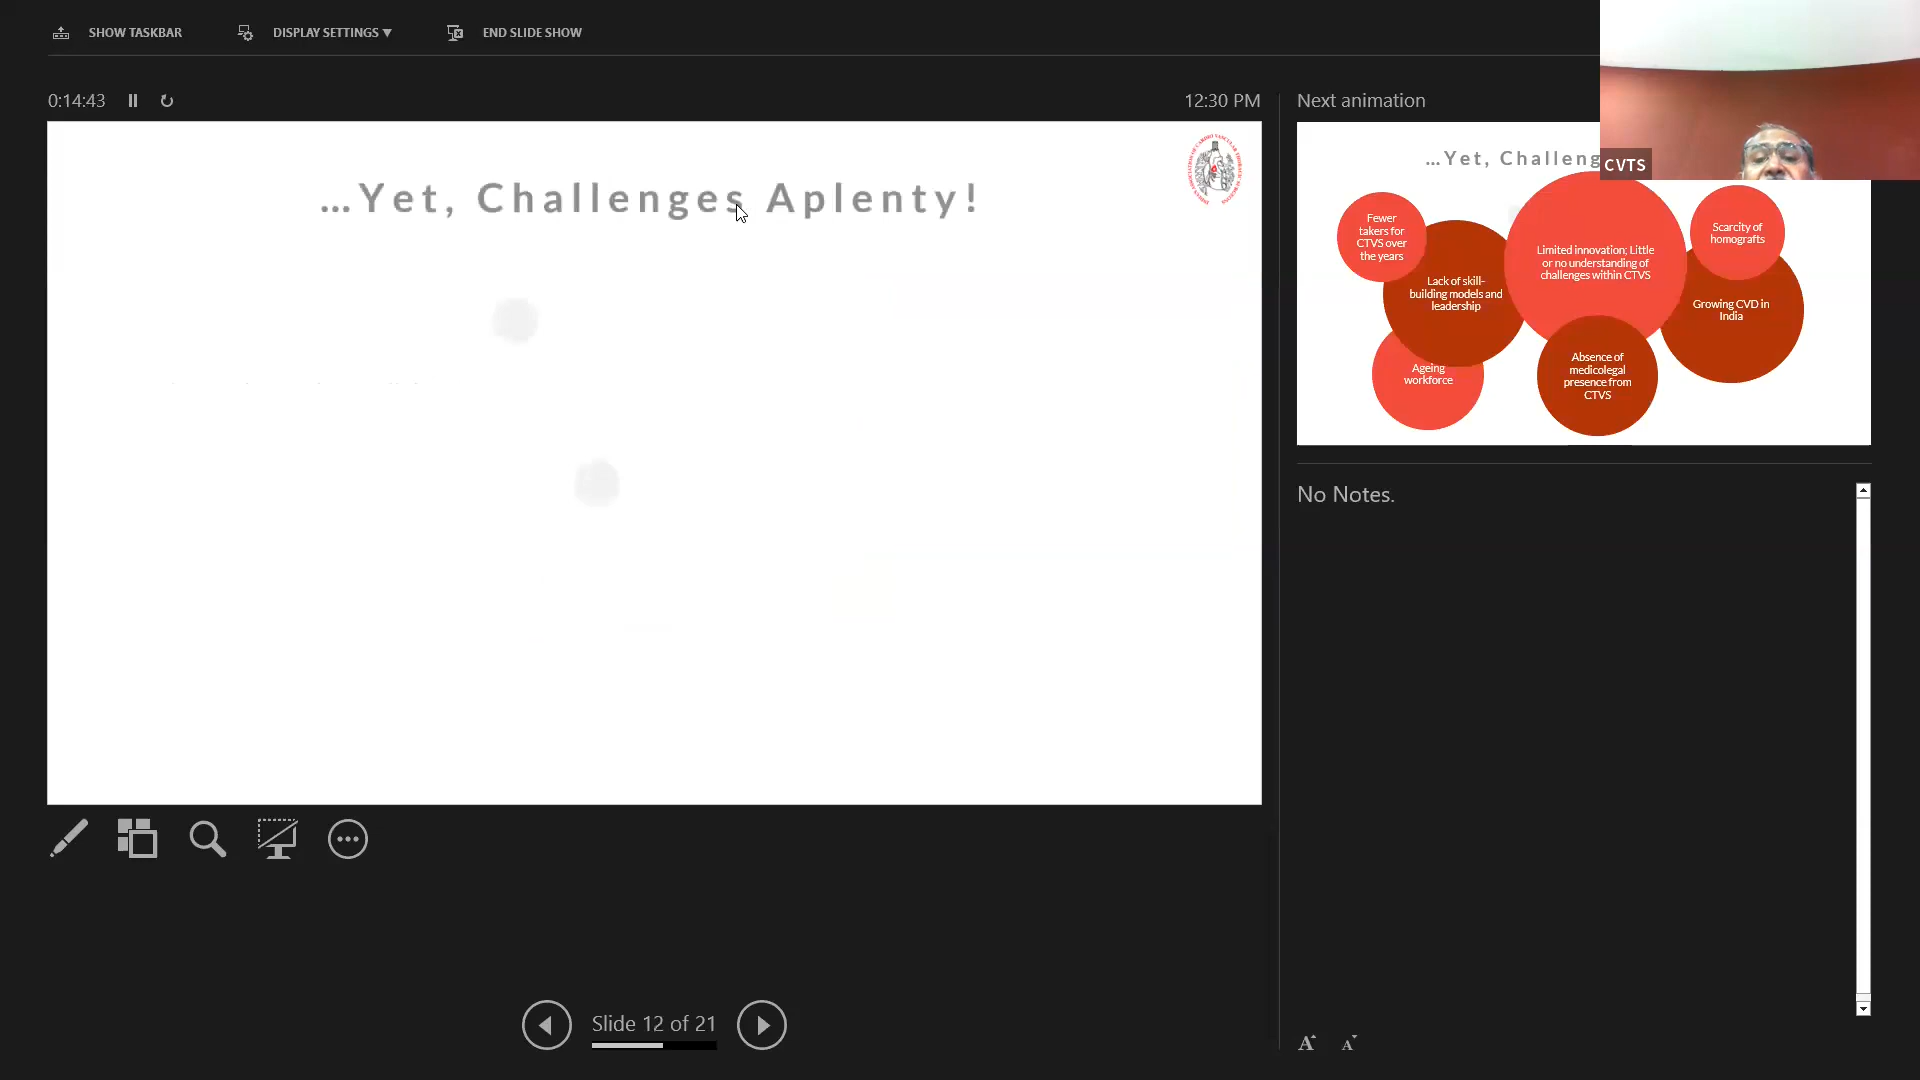 SHOW TASKBAR
DISPLAY SETTINGS ▼
END SLIDE SHOW
0:14:43
12:30 PM
Next animation
...Yet, Challenges Aplenty!
...Yet, Challeng
CVTS
Fewer
takers for
CTVS over
the years
Lack of skill-
building models and
leadership
Limited innovation; Little
or no understanding of
challenges within CTVS
Scarcity of
homografts
Growing CVD in
India
Ageing
workforce
Absence of
medicolegal
presence from
CTVS
No Notes.
Slide 12 of 21
A
A